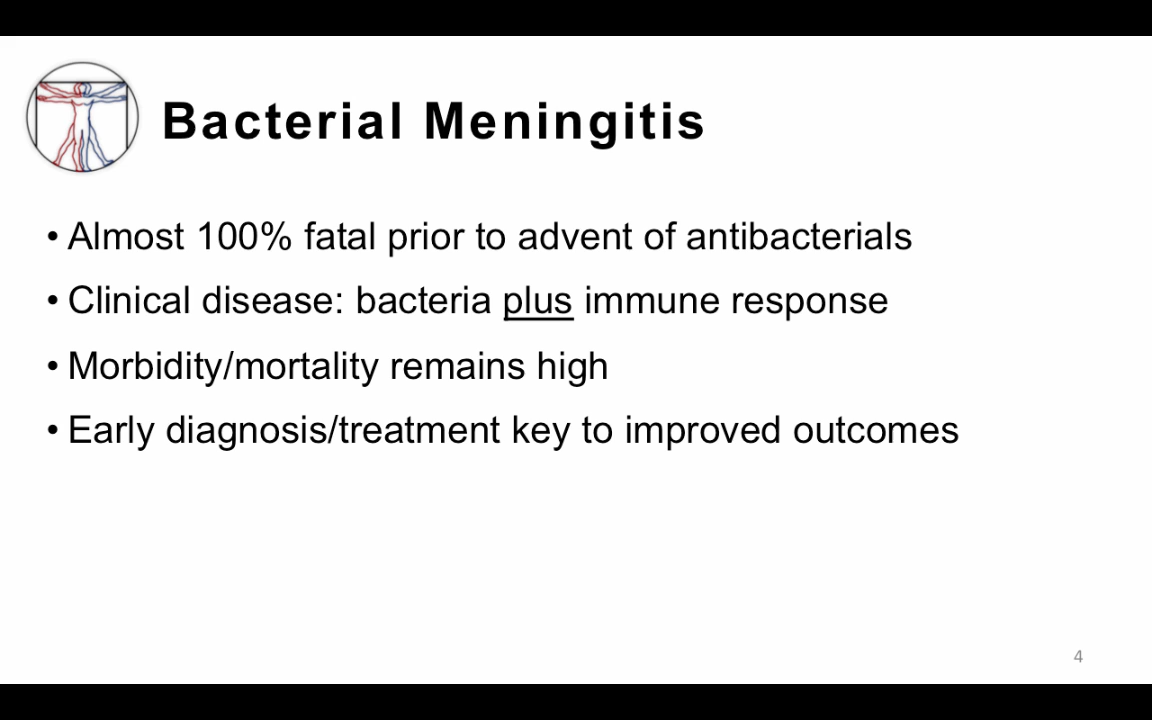 Bacterial Meningitis
• Almost 100% fatal prior to advent of antibacterials
• Clinical disease: bacteria plus immune response
• Morbidity/mortality remains high
• Early diagnosis/treatment key to improved outcomes
4